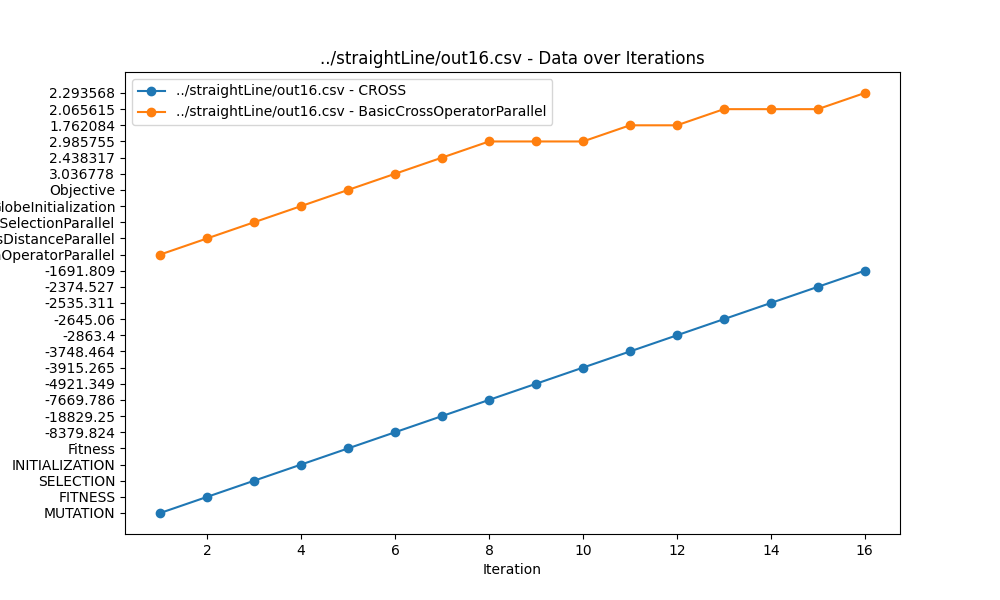 ../straightLine/out16.csv - Data over Iterations
../straightLine/out16.csv - CROSS
../straightLine/out16.csv - BasicCrossOperatorParallel
2.293568
2.065615
1.762084
2.985755
2.438317
3.036778
Objective
lobeInitialization
SelectionParallel
sDistanceParallel
OperatorParallel
-1691.809
-2374.527
-2535.311
-2645.06
-2863.4
-3748.464
-3915.265
-4921.349
-7669.786
-18829.25
-8379.824
Fitness
INITIALIZATION
SELECTION
FITNESS
MUTATION
2 4 6 8 10 12 14 16
Iteration